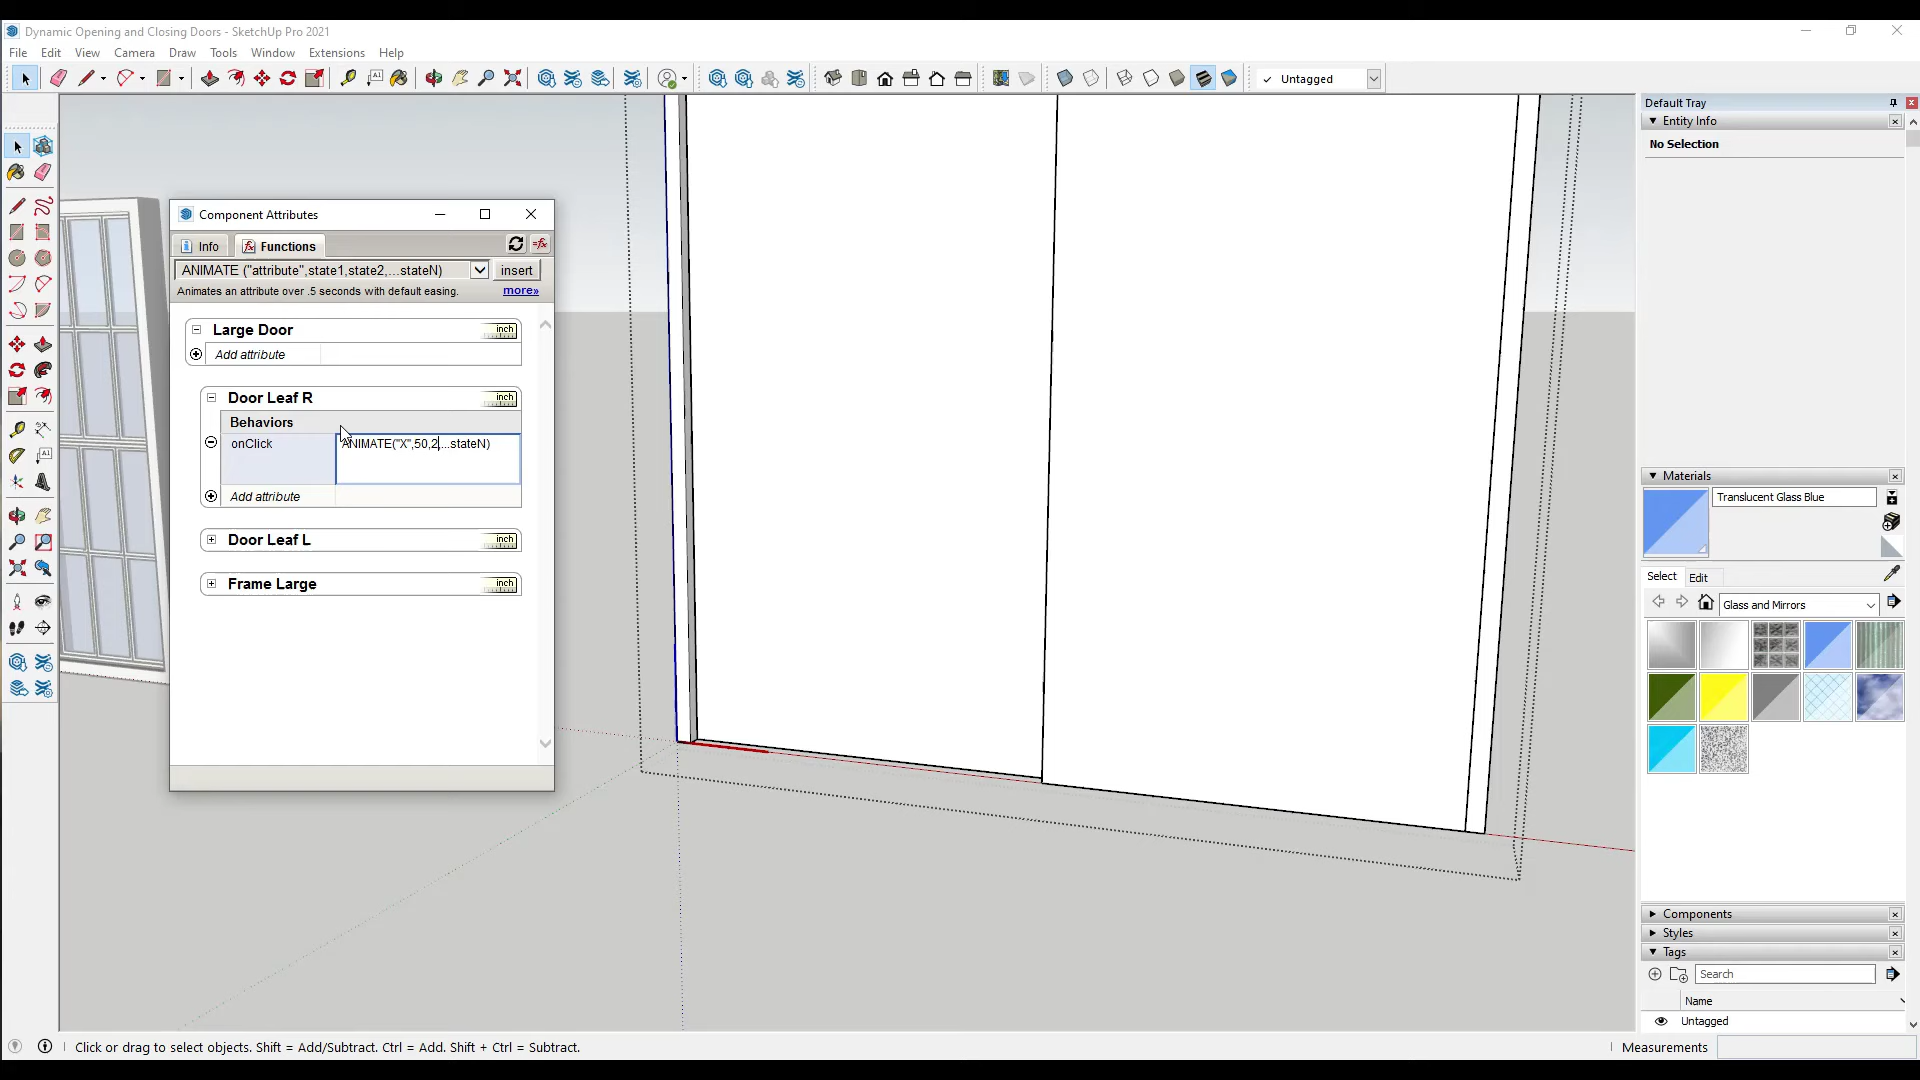 Dynamic Opening and Closing Doors - SketchUp Pro 2021
File Edit View Camera Draw Tools Window Extensions Help
A1
Untagged
Default Tray
Entity Info
No Selection
Component Attributes
Info
Functions
=fx
ANIMATE ("attribute",state1,state2,...stateN)
insert
Animates an attribute over .5 seconds with default easing.
more»
Large Door
inch
Add attribute
Door Leaf R
inch
Behaviors
onClick
ANIMATE("X",50,2,...stateN)
Add attribute
Door Leaf L
inch
Frame Large
inch
Materials
Translucent Glass Blue
Select
Edit
Glass and Mirrors
Components
Styles
Tags
Search
Name
Untagged
Click or drag to select objects. Shift = Add/Subtract. Ctrl = Add. Shift + Ctrl = Subtract.
Measurements